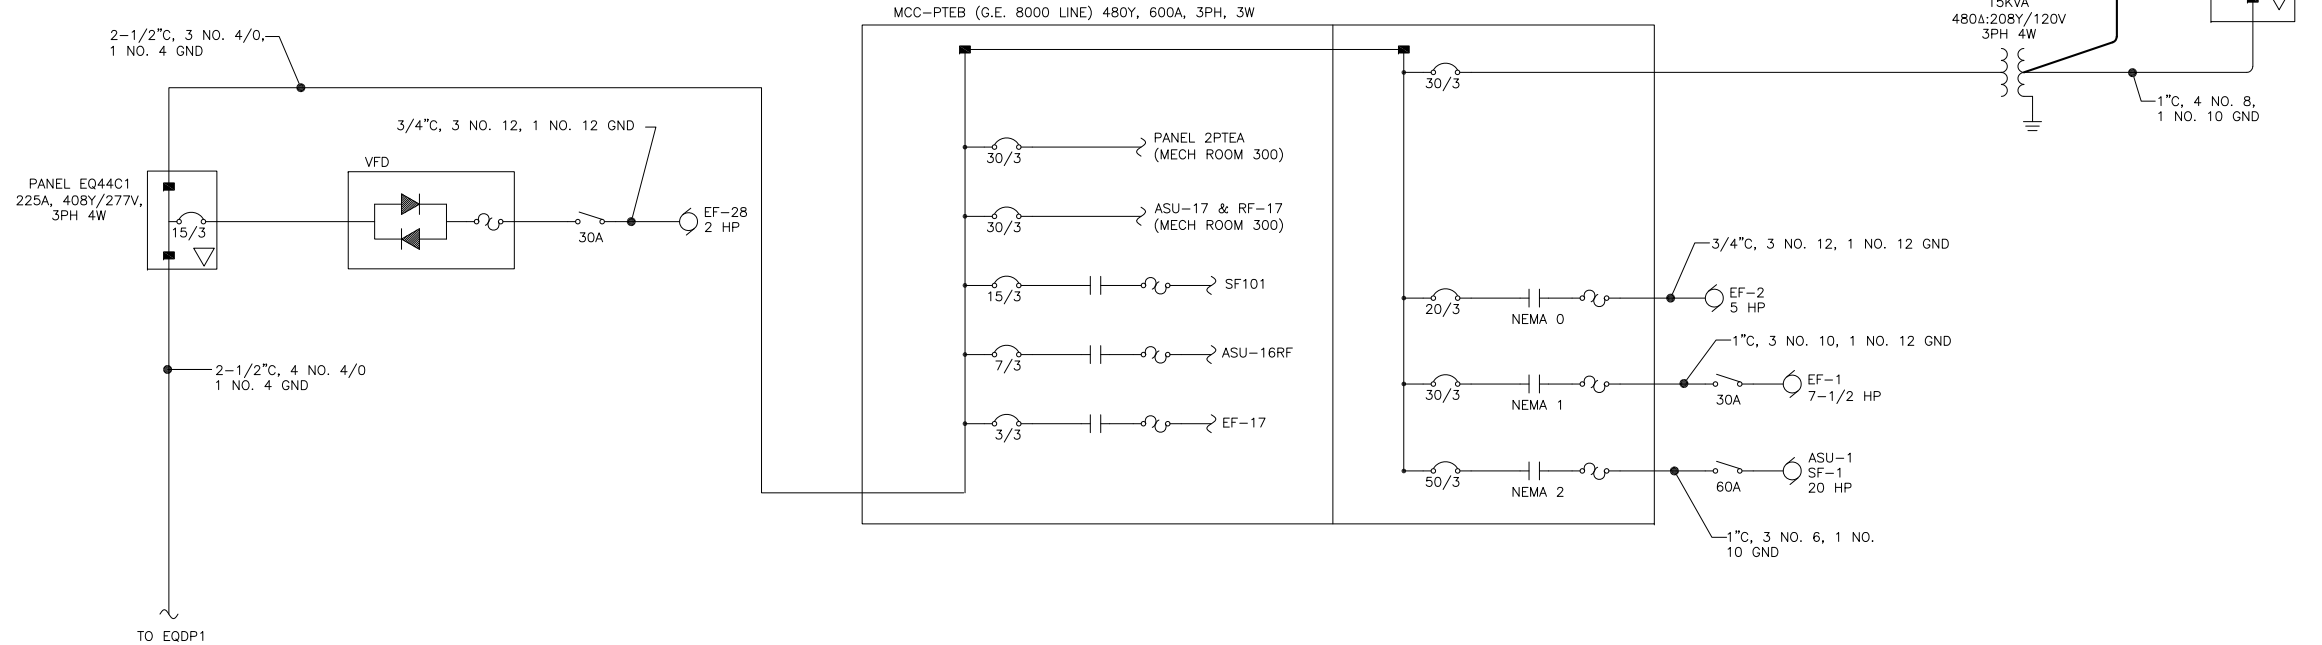 MCC-PTEB (G.E. 8000 LINE) 480Y, 600A, 3PH, 3W
15KVA
480Δ:208Y/120V
3PH 4W
2-1/2"C, 3 NO. 4/0,
1 NO. 4 GND
30/3
1"C, 4 NO. 8,
1 NO. 10 GND
3/4"C, 3 NO. 12, 1 NO. 12 GND
VFD
PANEL EQ44C1
225A, 408Y/277V,
3PH 4W
15/3
30A
EF-28
2 HP
30/3
PANEL 2PTEA
(MECH ROOM 300)
30/3
ASU-17 & RF-17
(MECH ROOM 300)
15/3
SF101
7/3
ASU-16RF
3/3
EF-17
3/4"C, 3 NO. 12, 1 NO. 12 GND
20/3
NEMA 0
EF-2
5 HP
1"C, 3 NO. 10, 1 NO. 12 GND
30/3
NEMA 1
30A
EF-1
7-1/2 HP
50/3
NEMA 2
60A
ASU-1
SF-1
20 HP
1"C, 3 NO. 6, 1 NO.
10 GND
2-1/2"C, 4 NO. 4/0
1 NO. 4 GND
TO EQDP1